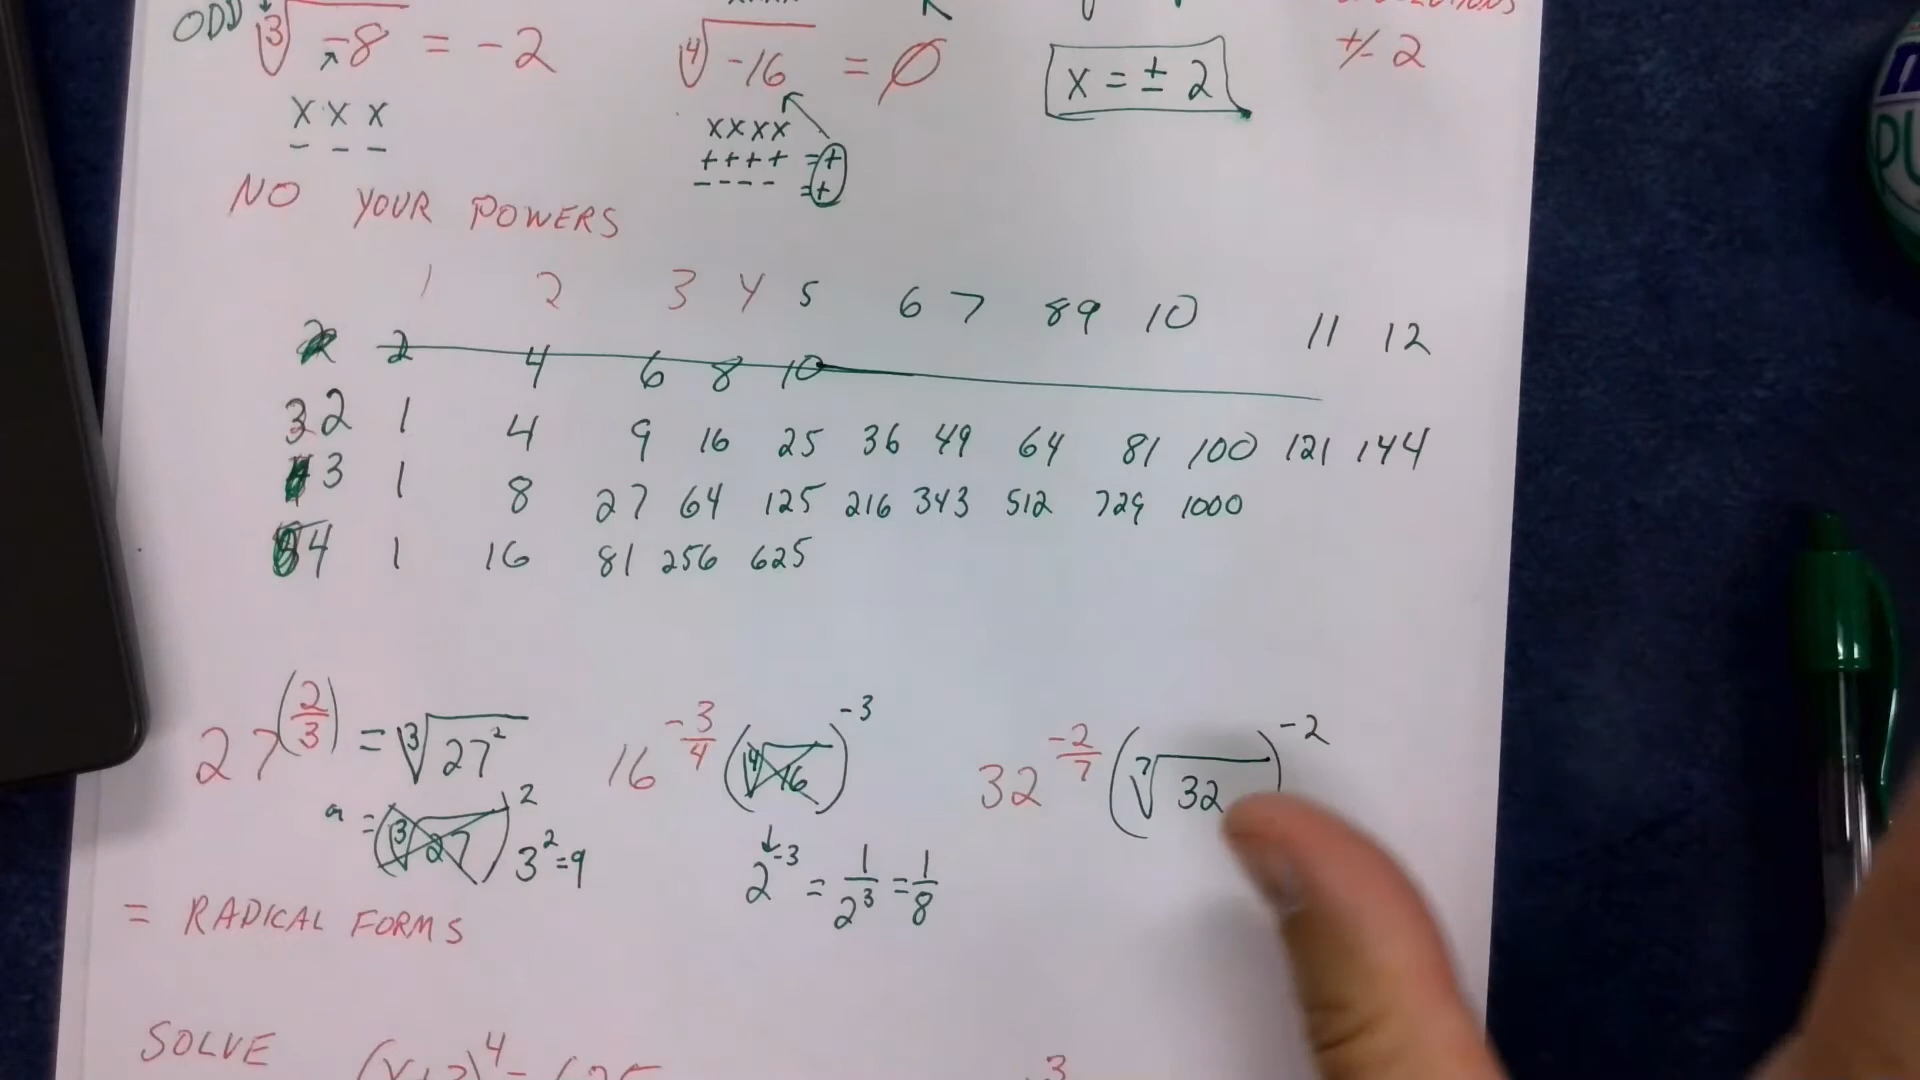 ODD ∛-8 = -2
∜-16 = ∅
x = ± 2
+/- 2
x x x
- - -
xxxx
++++ =+
---- =+
NO YOUR POWERS
1 2 3 4 5 6 7 8 9 10 11 12
2 4 6 8 10
2 1 4 9 16 25 36 49 64 81 100 121 144
3 1 8 27 64 125 216 343 512 729 1000
4 1 16 81 256 625
27^(2/3) = ∛27²
= (∛27)² 3² = 9
16^(-3/4) (∜16)^-3
2^-3 = 1/2³ = 1/8
32^(-2/7) (⁷√32)^-2
= RADICAL FORMS
SOLVE